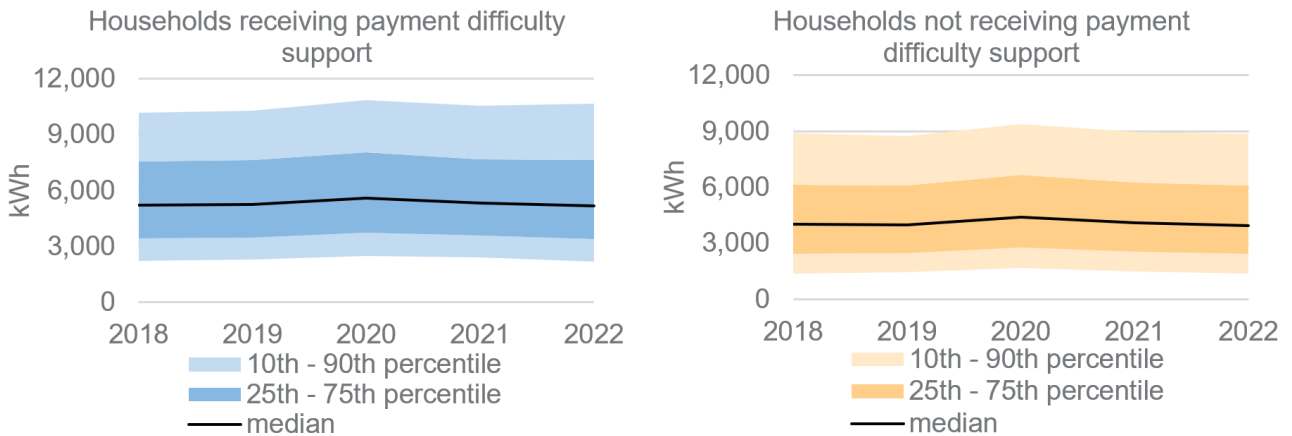 Households receiving payment difficulty
support
12,000
9,000
6,000
3,000
0
kWh
2018 2019 2020 2021 2022
10th - 90th percentile
25th - 75th percentile
median
Households not receiving payment
difficulty support
12,000
9,000
6,000
3,000
0
kWh
2018 2019 2020 2021 2022
10th - 90th percentile
25th - 75th percentile
median